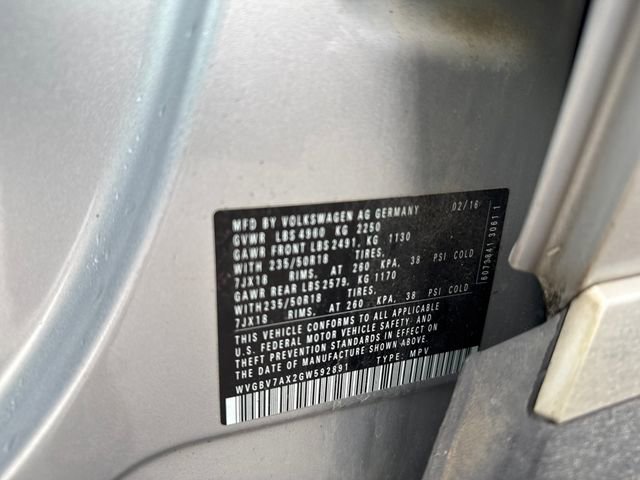 MFD BY VOLKSWAGEN AG GERMANY 02/16
GVWR LBS 4960 KG 2250
GAWR FRONT LBS 2491, KG 1130
WITH 235/50R18 TIRES,
7JX18 RIMS, AT 260 KPA, 38 PSI COLD
GAWR REAR LBS 2579, KG 1170
WITH 235/50R18 TIRES,
7JX18 RIMS, AT 260 KPA, 38 PSI COLD
THIS VEHICLE CONFORMS TO ALL APPLICABLE
U.S. FEDERAL MOTOR VEHICLE SAFETY- AND
THEFT PREVENTION STANDARDS IN EFFECT ON
THE DATE OF MANUFACTURE SHOWN ABOVE.
WVGBV7AX2GW592891 TYPE: MPV
6073841 3061 1